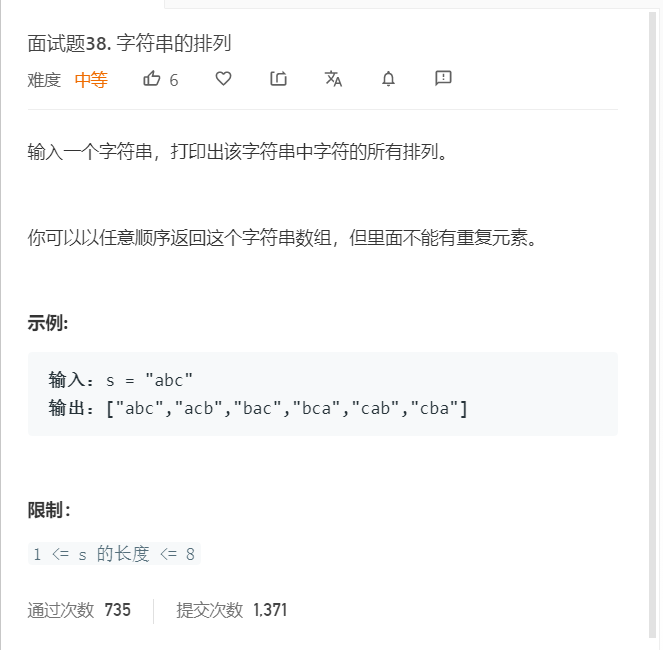 面试题38. 字符串的排列
难度 中等 6
输入一个字符串，打印出该字符串中字符的所有排列。
你可以以任意顺序返回这个字符串数组，但里面不能有重复元素。
示例:
输入：s = "abc"
输出：["abc","acb","bac","bca","cab","cba"]
限制：
1 <= s 的长度 <= 8
通过次数 735 提交次数 1,371